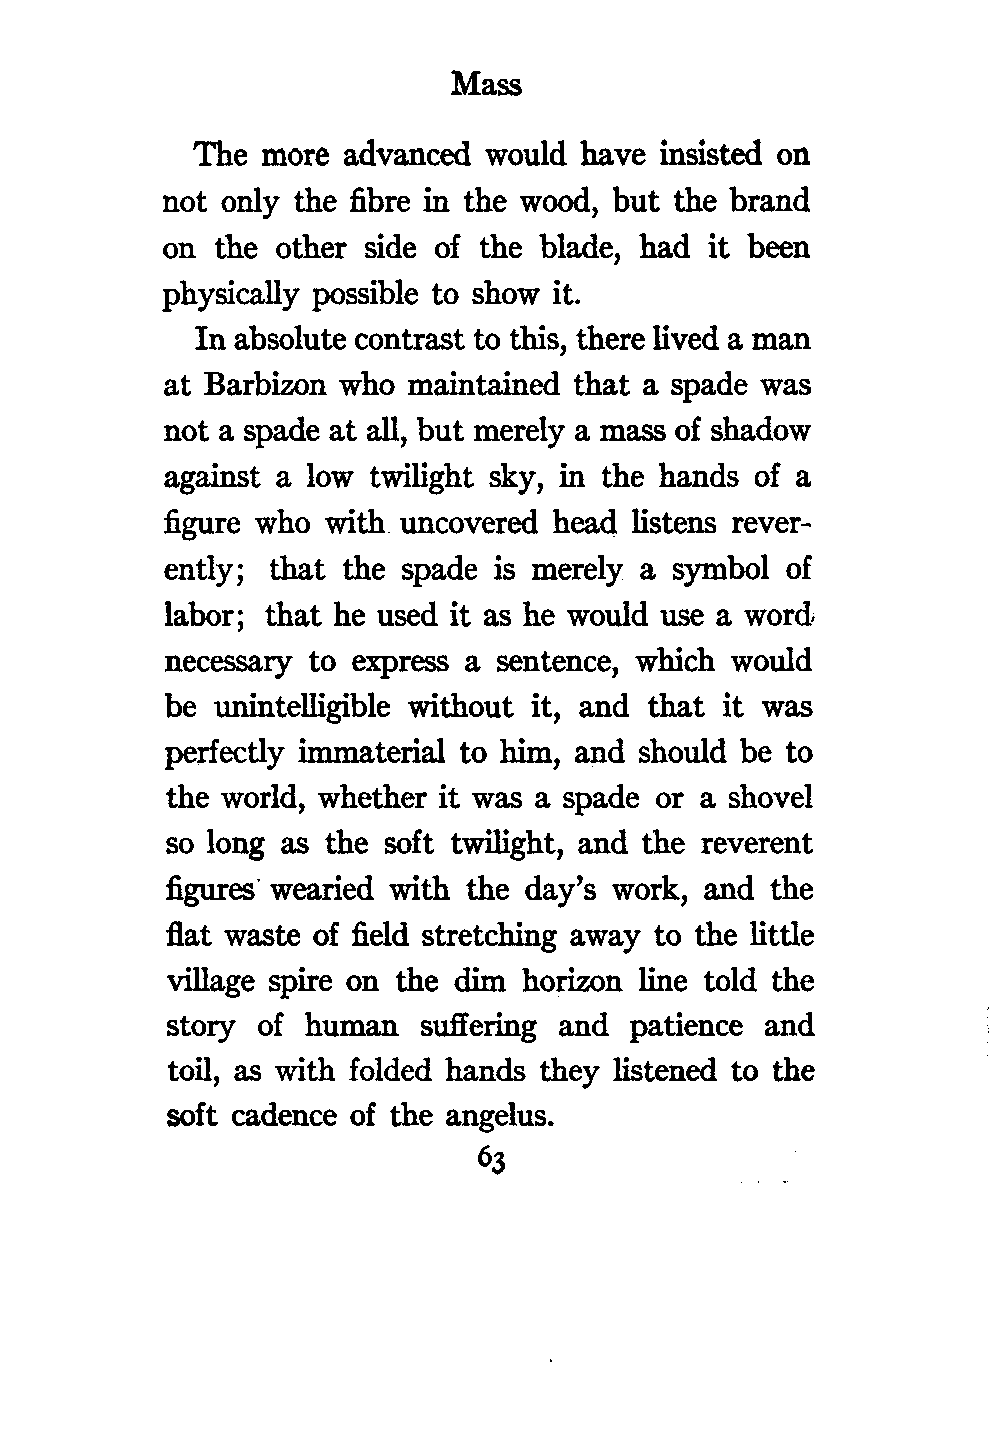 Mass
The more advanced would have insisted on
not only the fibre in the wood, but the brand
on the other side of the blade, had it been
physically possible to show it.
In absolute contrast to this, there lived a man
at Barbizon who maintained that a spade was
not a spade at all, but merely a mass of shadow
against a low twilight sky, in the hands of a
figure who with uncovered head listens rever-
ently; that the spade is merely a symbol of
labor; that he used it as he would use a word
necessary to express a sentence, which would
be unintelligible without it, and that it was
perfectly immaterial to him, and should be to
the world, whether it was a spade or a shovel
so long as the soft twilight, and the reverent
figures wearied with the day's work, and the
flat waste of field stretching away to the little
village spire on the dim horizon line told the
story of human suffering and patience and
toil, as with folded hands they listened to the
soft cadence of the angelus.
63